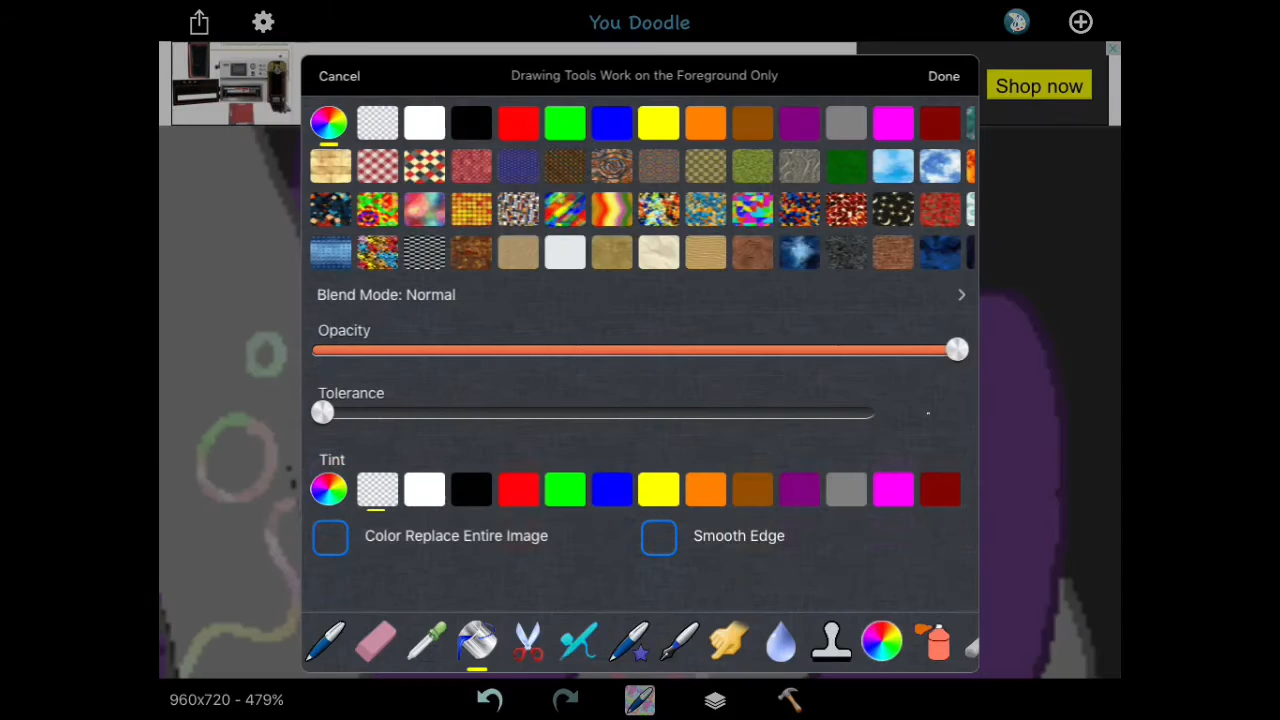 You Doodle
Cancel
Drawing Tools Work on the Foreground Only
Done
Shop now
Blend Mode: Normal
Opacity
Tolerance
Tint
Color Replace Entire Image
Smooth Edge
960x720 - 479%